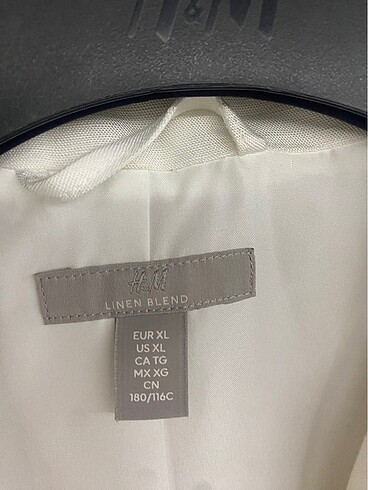 H&M
H&M
LINEN BLEND
EUR XL
US XL
CA TG
MX XG
CN
180/116C